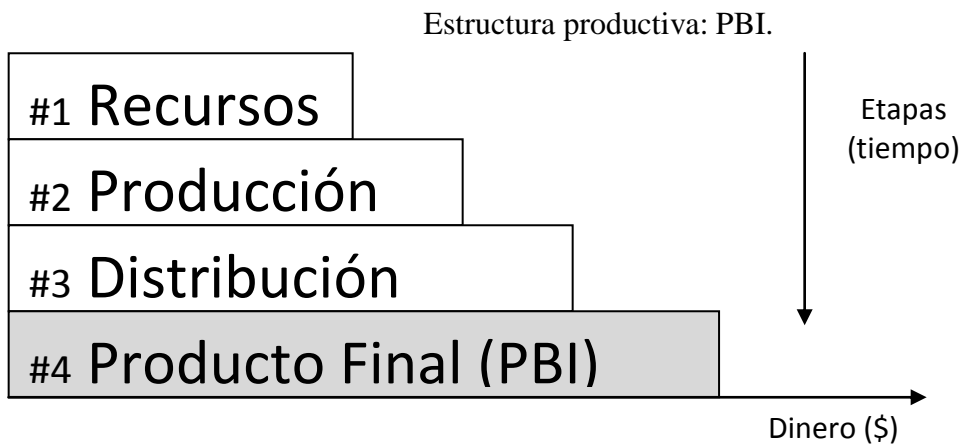 Estructura productiva: PBI.
#1 Recursos
#2 Producción
#3 Distribución
#4 Producto Final (PBI)
Etapas
(tiempo)
Dinero ($)